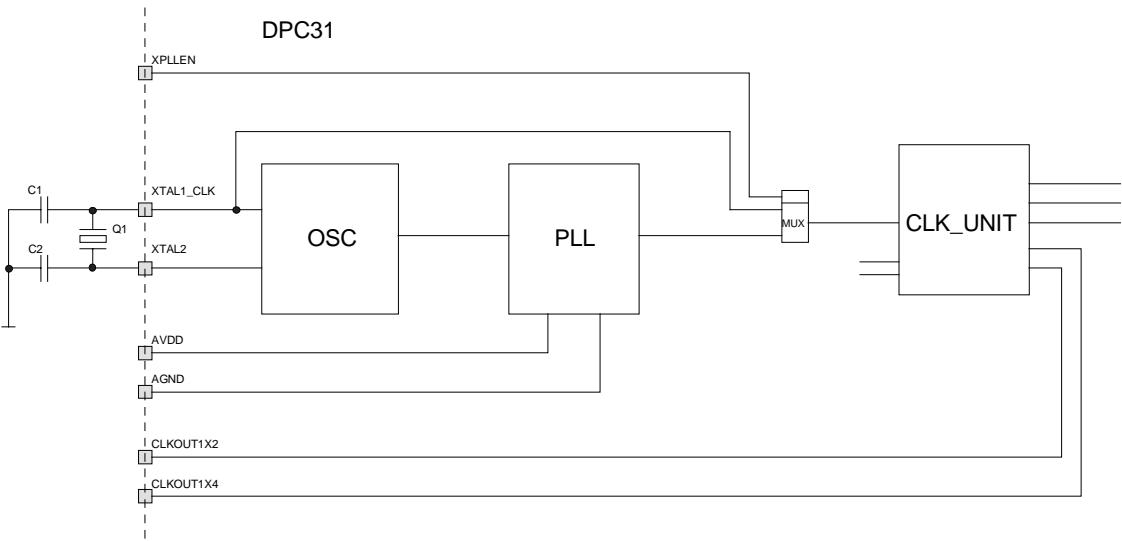 DPC31
XPLLEN
XTAL1_CLK
C1
Q1
C2
XTAL2
OSC
PLL
MUX
CLK_UNIT
AVDD
AGND
CLKOUT1X2
CLKOUT1X4